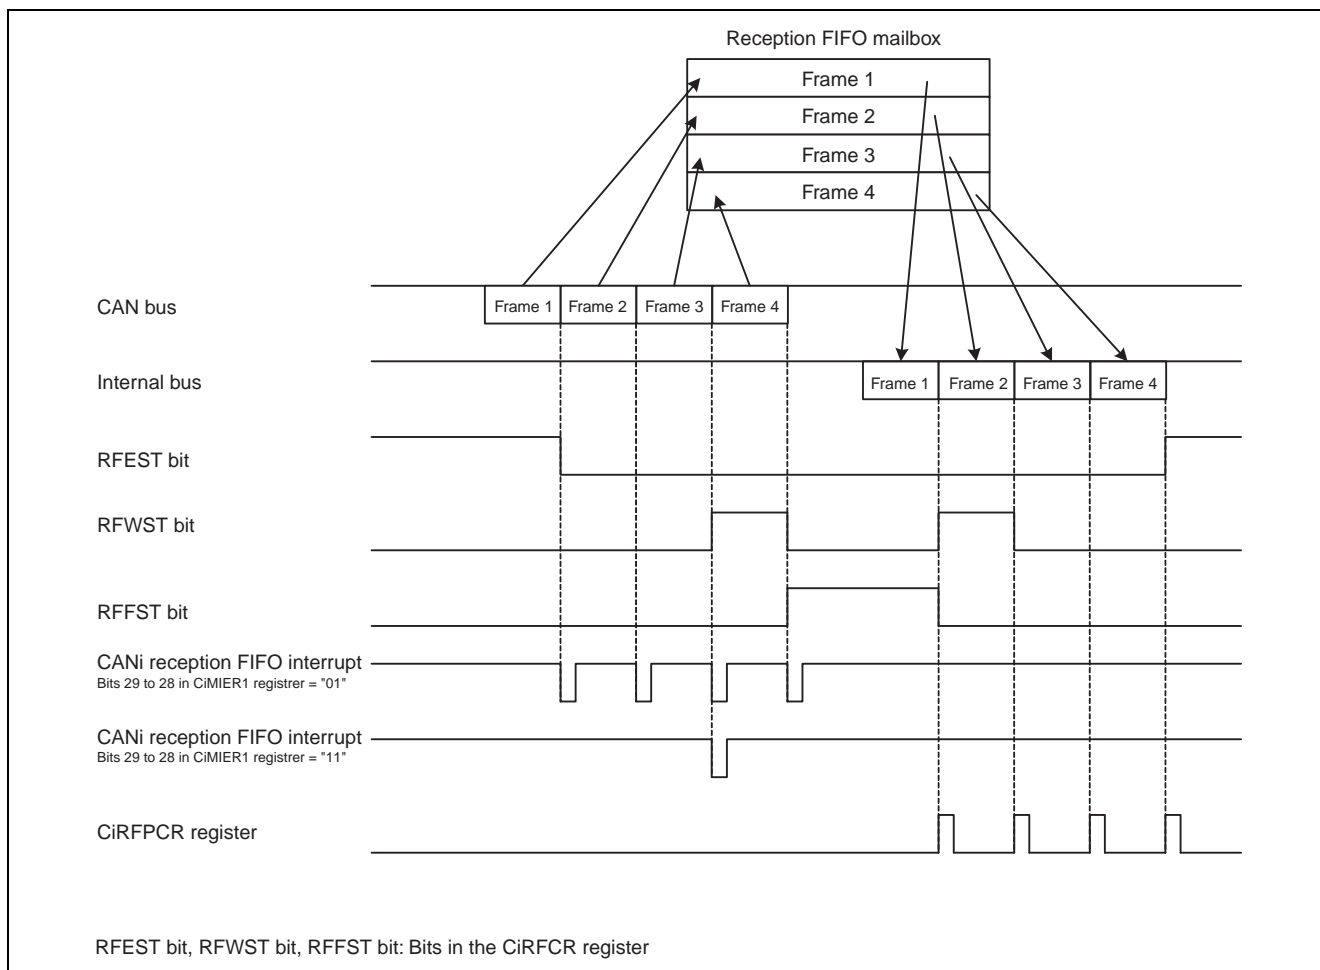 Reception FIFO mailbox
Frame 1
Frame 2
Frame 3
Frame 4
CAN bus
Frame 1 Frame 2 Frame 3 Frame 4
Internal bus
Frame 1 Frame 2 Frame 3 Frame 4
RFEST bit
RFWST bit
RFFST bit
CANi reception FIFO interrupt
Bits 29 to 28 in CiMIER1 registrer = "01"
CANi reception FIFO interrupt
Bits 29 to 28 in CiMIER1 registrer = "11"
CiRFPCR register
RFEST bit, RFWST bit, RFFST bit: Bits in the CiRFCR register